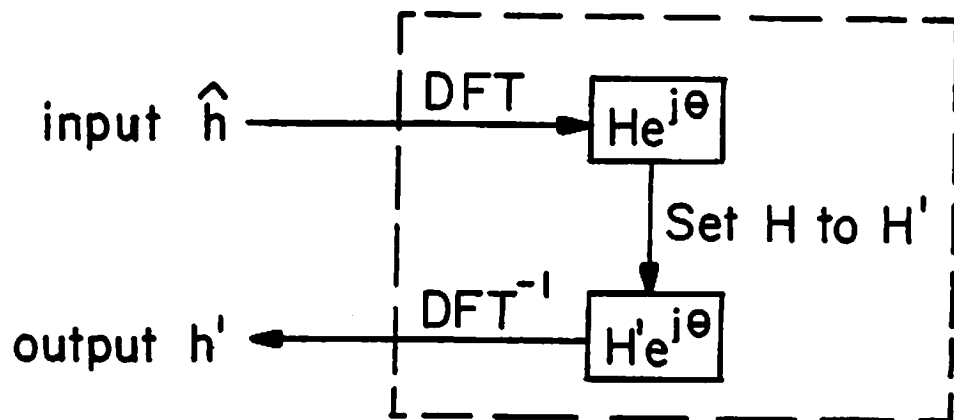 DFT
input ĥ
He^{jθ}
Set H to H'
DFT^{-1}
output h'
H'e^{jθ}